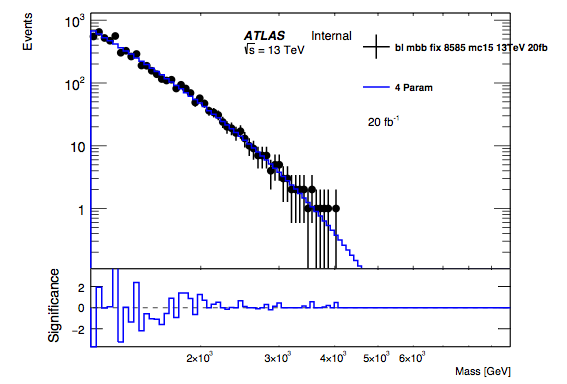 Events
10³
10²
10
1
ATLAS Internal
√s = 13 TeV
bl mbb fix 8585 mc15 13TeV 20fb
4 Param
20 fb⁻¹
Significance
2
0
−2
2×10³ 3×10³ 4×10³ 5×10³ 6×10³
Mass [GeV]